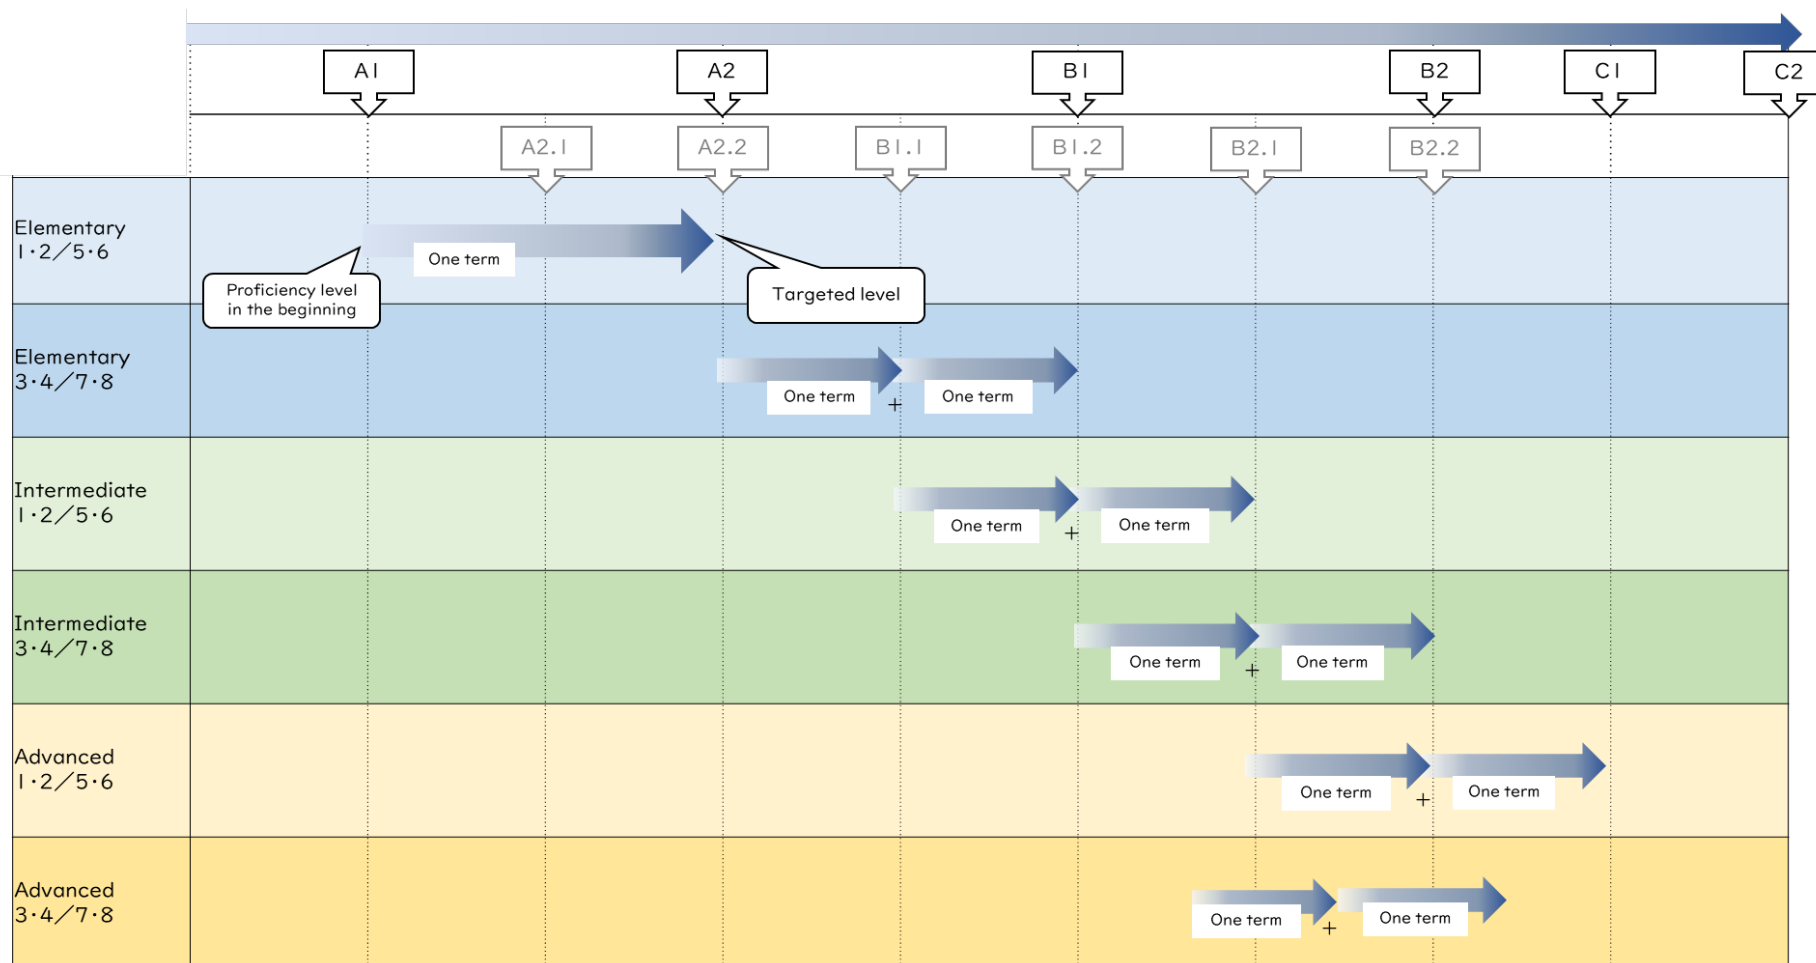 A1
A2
B1
B2
C1
C2
A2.1
A2.2
B1.1
B1.2
B2.1
B2.2
Elementary
1・2／5・6
One term
Proficiency level
in the beginning
Targeted level
Elementary
3・4／7・8
One term
+
One term
Intermediate
1・2／5・6
One term
+
One term
Intermediate
3・4／7・8
One term
+
One term
Advanced
1・2／5・6
One term
+
One term
Advanced
3・4／7・8
One term
+
One term